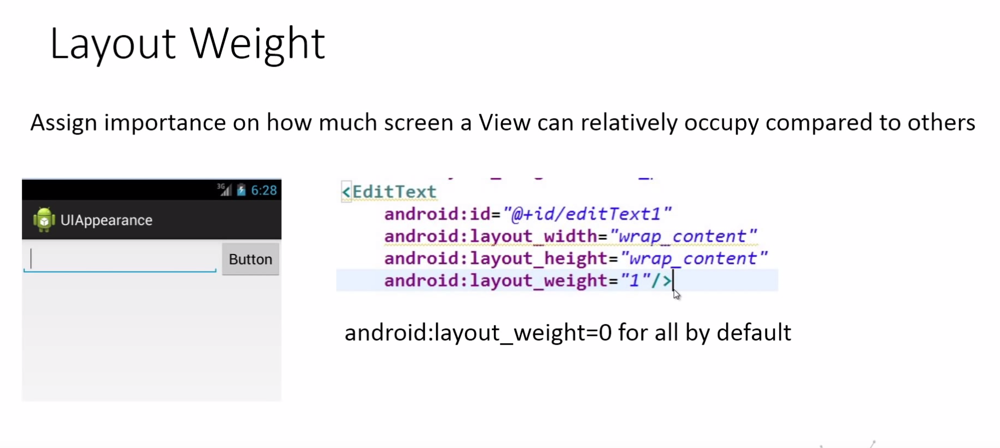 Layout Weight
Assign importance on how much screen a View can relatively occupy compared to others
3G 6:28
UIAppearance
Button
<EditText
android:id="@+id/editText1"
android:layout_width="wrap_content"
android:layout_height="wrap_content"
android:layout_weight="1"/>
android:layout_weight=0 for all by default